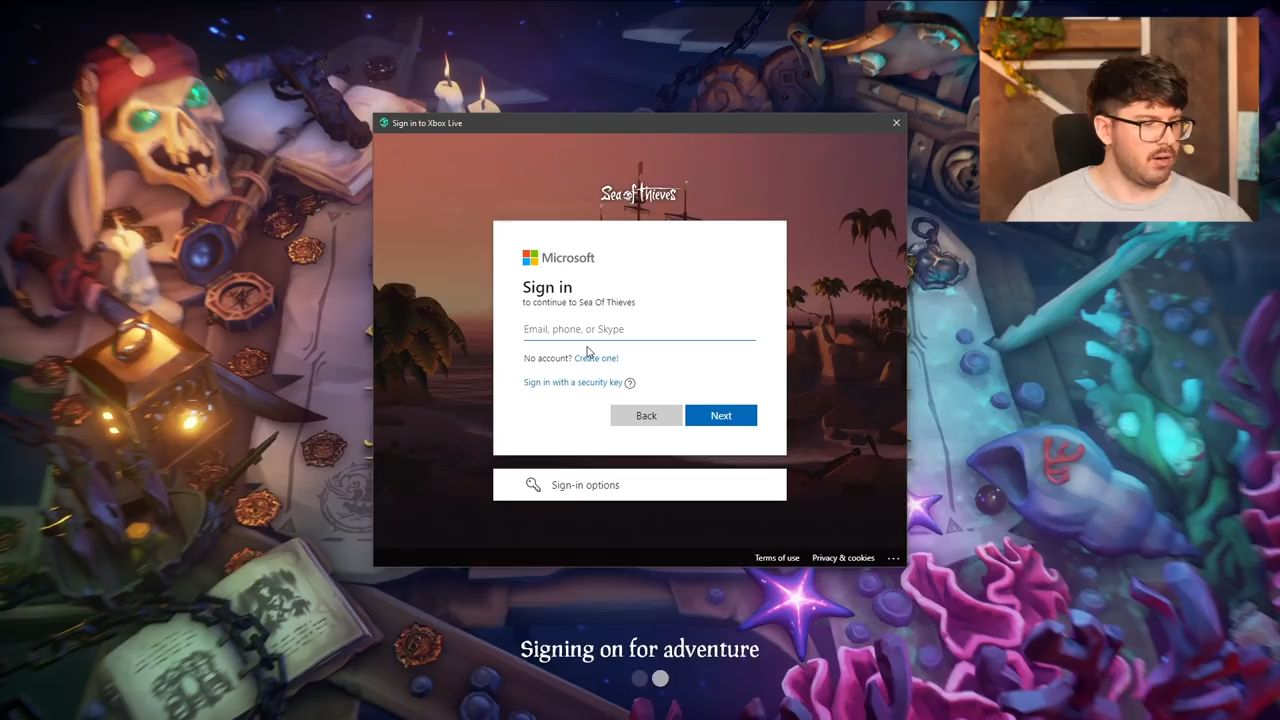 Sign in to Xbox Live
Sea of Thieves
Microsoft
Sign in
to continue to Sea Of Thieves
Email, phone, or Skype
No account? Create one!
Sign in with a security key
Back
Next
Sign-in options
Terms of use
Privacy & cookies
Signing on for adventure